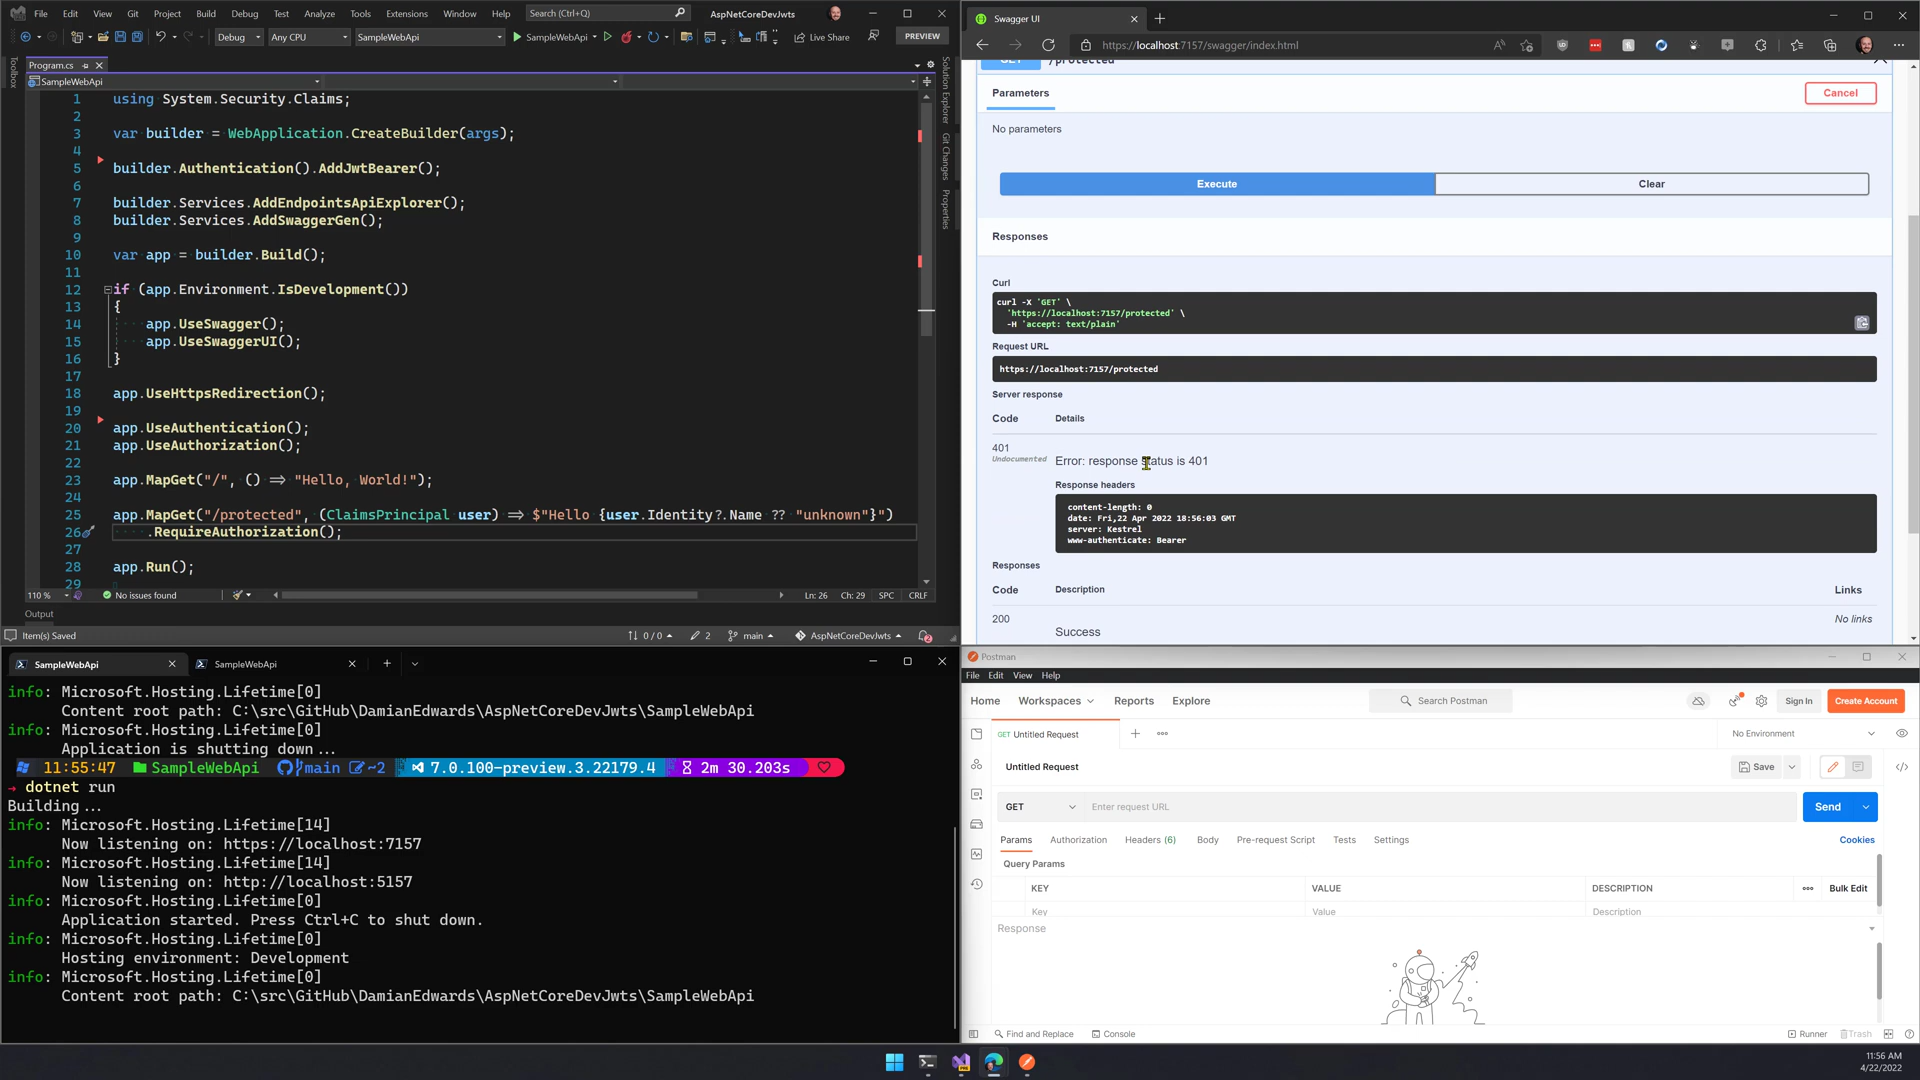 File Edit View Git Project Build Debug Test Analyze Tools Extensions Window Help Search (Ctrl+Q) AspNetCoreDevJwts
Debug Any CPU SampleWebApi SampleWebApi Live Share PREVIEW
Toolbox
Program.cs
SampleWebApi
1 using System.Security.Claims;
2
3 var builder = WebApplication.CreateBuilder(args);
4
5 builder.Authentication().AddJwtBearer();
6
7 builder.Services.AddEndpointsApiExplorer();
8 builder.Services.AddSwaggerGen();
9
10 var app = builder.Build();
11
12 if (app.Environment.IsDevelopment())
13 {
14 app.UseSwagger();
15 app.UseSwaggerUI();
16 }
17
18 app.UseHttpsRedirection();
19
20 app.UseAuthentication();
21 app.UseAuthorization();
22
23 app.MapGet("/", () => "Hello, World!");
24
25 app.MapGet("/protected", (ClaimsPrincipal user) => $"Hello {user.Identity?.Name ?? "unknown"}")
26 .RequireAuthorization();
27
28 app.Run();
29
Solution Explorer
Git Changes
Properties
110 % No issues found Ln: 26 Ch: 29 SPC CRLF
Output
Item(s) Saved 0 / 0 2 main AspNetCoreDevJwts 2
Swagger UI
https://localhost:7157/swagger/index.html
GET /protected
Parameters Cancel
No parameters
Execute Clear
Responses
Curl
curl -X 'GET' \
'https://localhost:7157/protected' \
-H 'accept: text/plain'
Request URL
https://localhost:7157/protected
Server response
Code Details
401
Undocumented
Error: response status is 401
Response headers
content-length: 0
date: Fri,22 Apr 2022 18:56:03 GMT
server: Kestrel
www-authenticate: Bearer
Responses
Code Description Links
200 No links
Success
SampleWebApi SampleWebApi
info: Microsoft.Hosting.Lifetime[0]
Content root path: C:\src\GitHub\DamianEdwards\AspNetCoreDevJwts\SampleWebApi
info: Microsoft.Hosting.Lifetime[0]
Application is shutting down...
11:55:47 SampleWebApi main ~2 7.0.100-preview.3.22179.4 2m 30.203s
→ dotnet run
Building...
info: Microsoft.Hosting.Lifetime[14]
Now listening on: https://localhost:7157
info: Microsoft.Hosting.Lifetime[14]
Now listening on: http://localhost:5157
info: Microsoft.Hosting.Lifetime[0]
Application started. Press Ctrl+C to shut down.
info: Microsoft.Hosting.Lifetime[0]
Hosting environment: Development
info: Microsoft.Hosting.Lifetime[0]
Content root path: C:\src\GitHub\DamianEdwards\AspNetCoreDevJwts\SampleWebApi
Postman
File Edit View Help
Home Workspaces Reports Explore Search Postman Sign In Create Account
GET Untitled Request No Environment
Untitled Request Save
GET Enter request URL Send
Params Authorization Headers (6) Body Pre-request Script Tests Settings Cookies
Query Params
KEY VALUE DESCRIPTION Bulk Edit
Key Value Description
Response
Find and Replace Console Runner Trash
11:56 AM
4/22/2022